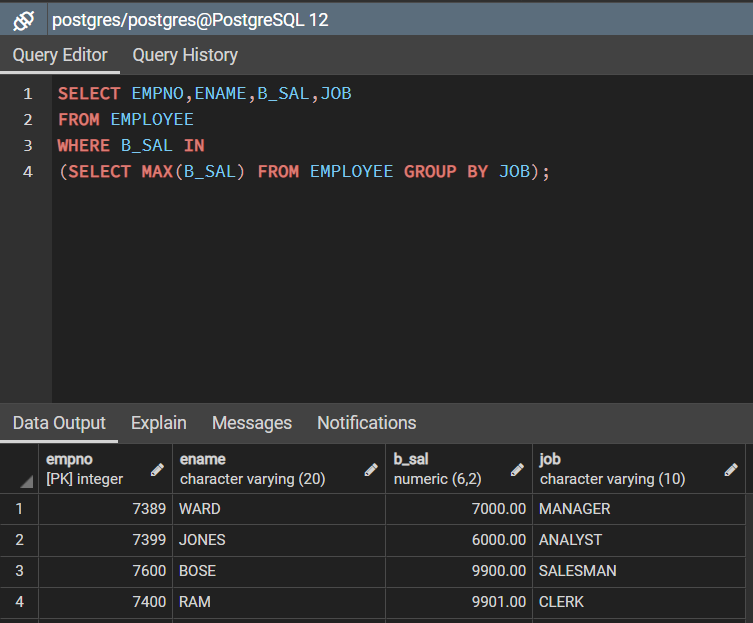 postgres/postgres@PostgreSQL 12
Query Editor Query History
1 SELECT EMPNO,ENAME,B_SAL,JOB
2 FROM EMPLOYEE
3 WHERE B_SAL IN
4 (SELECT MAX(B_SAL) FROM EMPLOYEE GROUP BY JOB);
Data Output Explain Messages Notifications
empno ename b_sal job
[PK] integer character varying (20) numeric (6,2) character varying (10)
1 7389 WARD 7000.00 MANAGER
2 7399 JONES 6000.00 ANALYST
3 7600 BOSE 9900.00 SALESMAN
4 7400 RAM 9901.00 CLERK